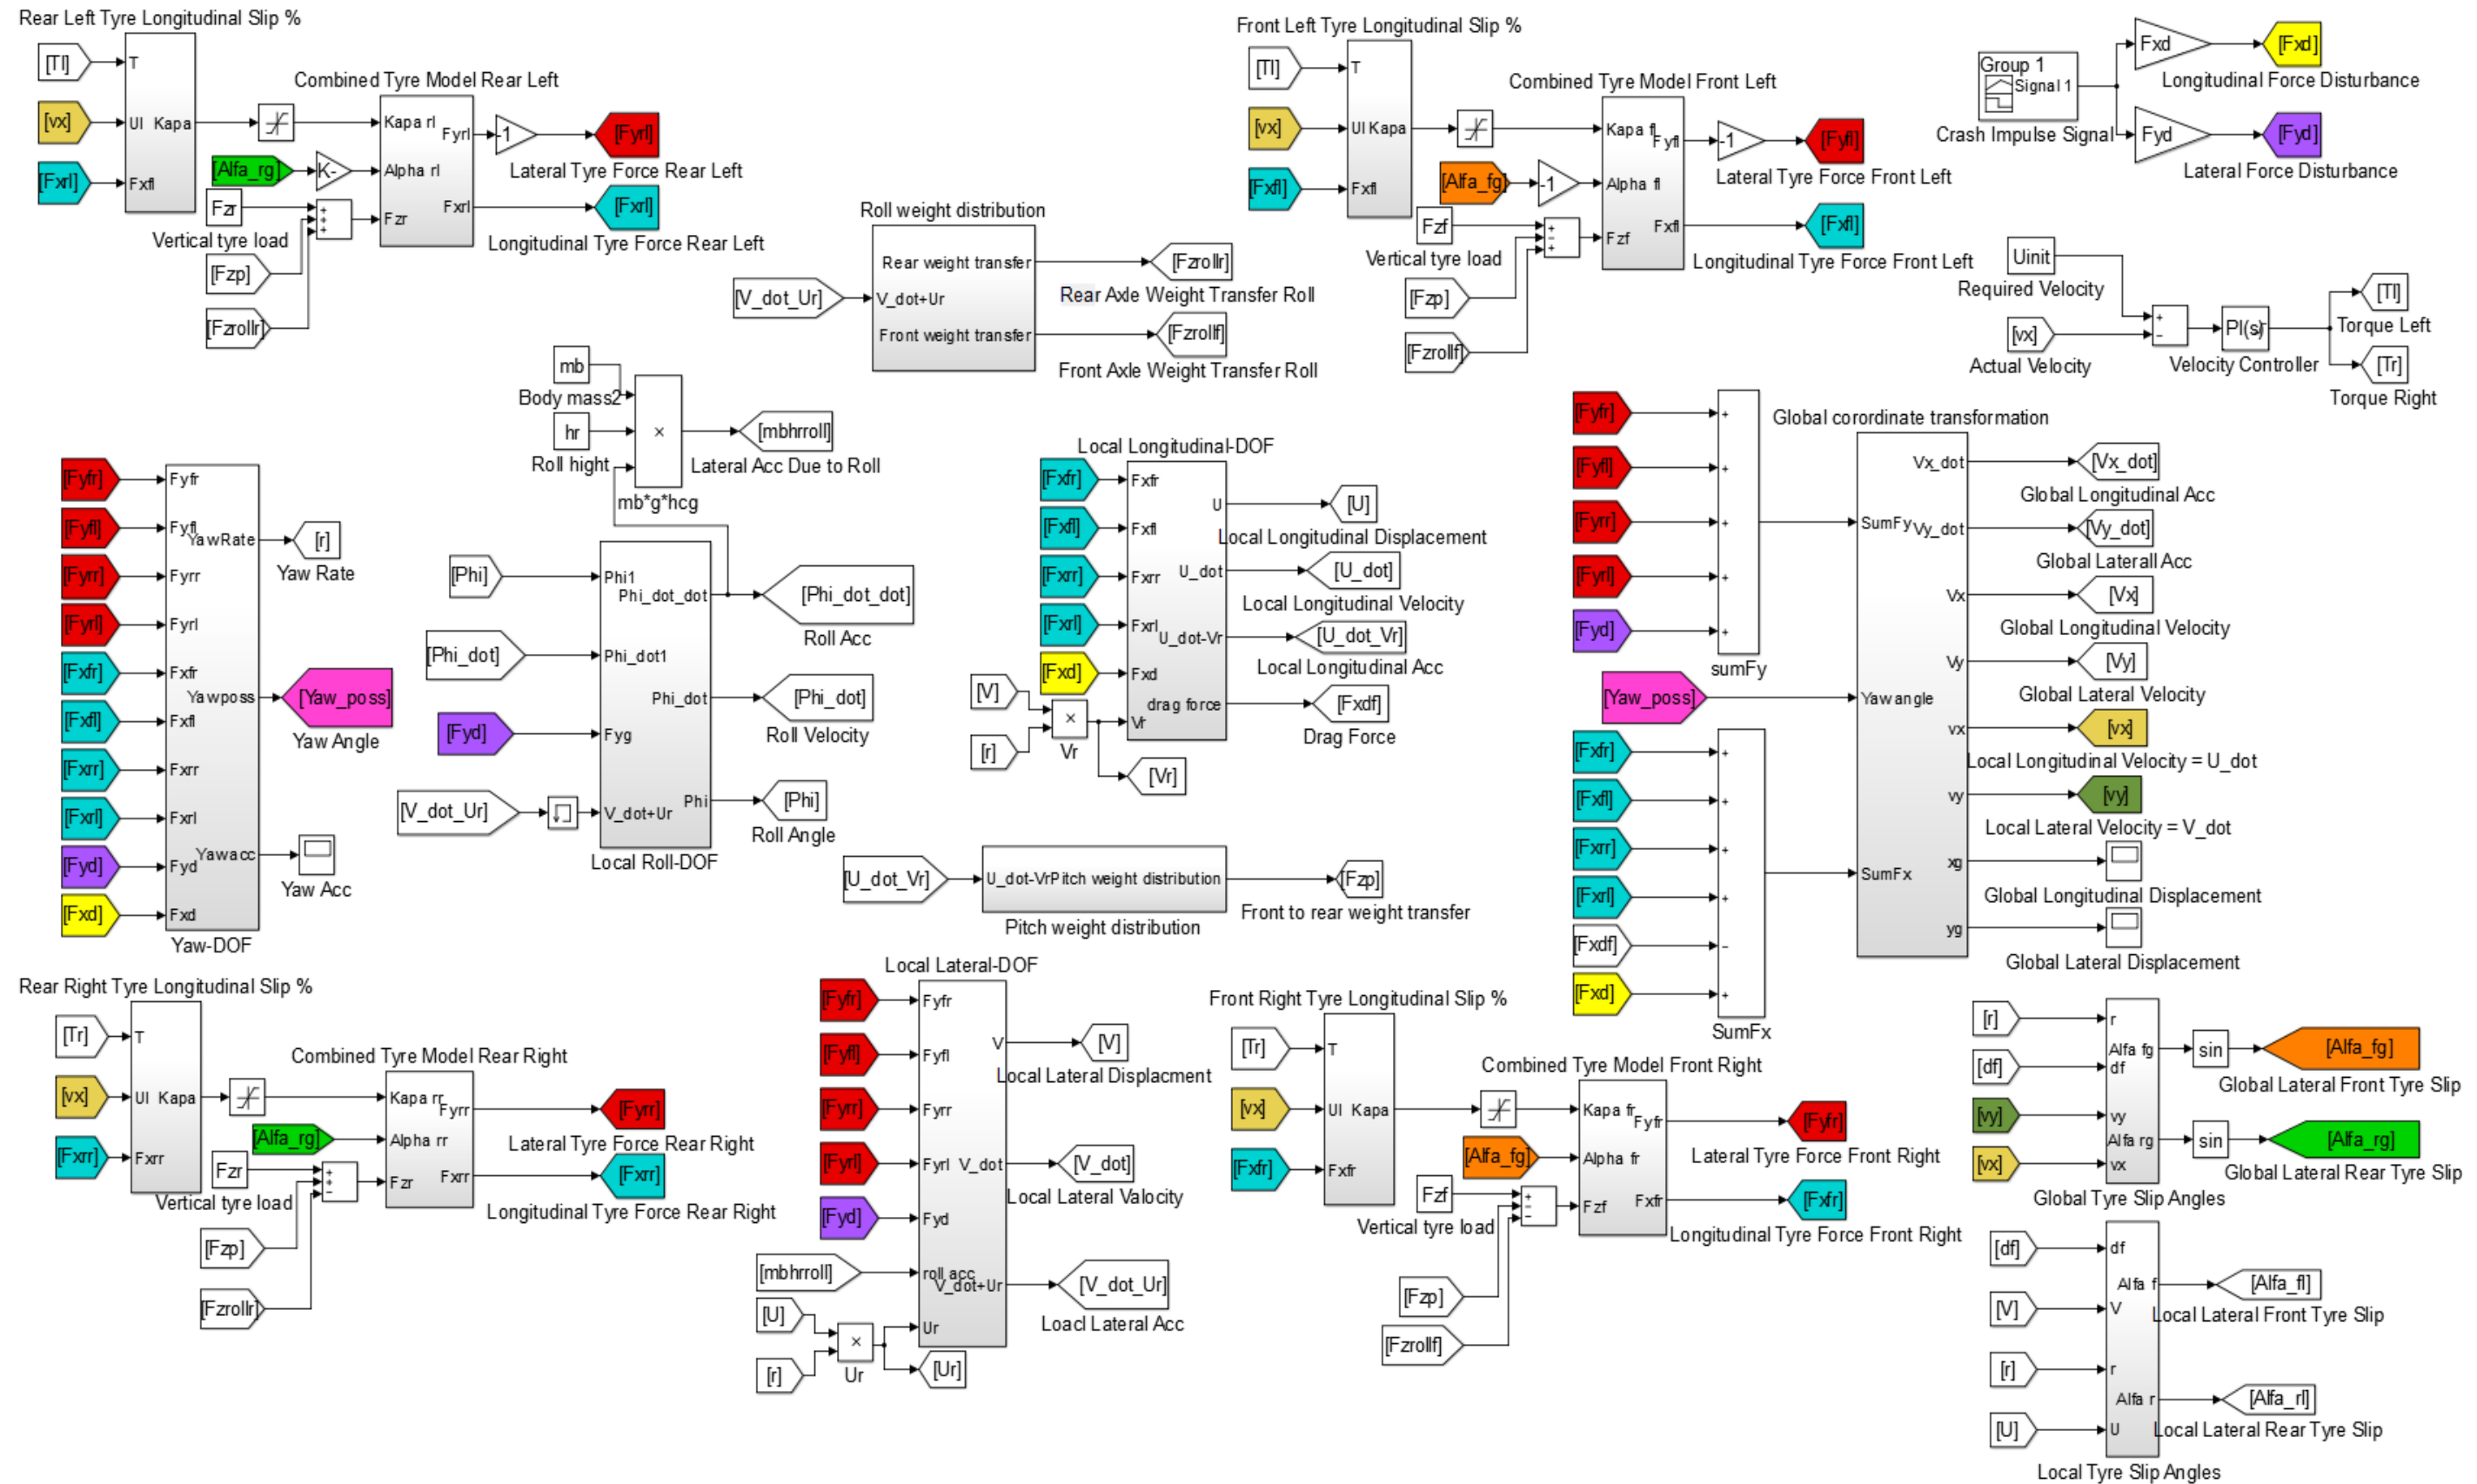 Rear Left Tyre Longitudinal Slip %
[Tl]
T
[vx]
Ul Kapa
[Fxrl]
Fxfl
Combined Tyre Model Rear Left
Kapa rl
Fyrl
-1
[Fyrl]
Lateral Tyre Force Rear Left
[Alfa_rg]
K-
Alpha rl
Fxrl
[Fxrl]
Longitudinal Tyre Force Rear Left
Fzr
+
+
+
Fzr
Vertical tyre load
[Fzp]
[Fzrollr]
Roll weight distribution
[V_dot_Ur]
V_dot+Ur
Rear weight transfer
[Fzrollr]
Rear Axle Weight Transfer Roll
Front weight transfer
[Fzrollf]
Front Axle Weight Transfer Roll
Front Left Tyre Longitudinal Slip %
[Tl]
T
[vx]
Ul Kapa
[Fxfl]
Fxfl
Combined Tyre Model Front Left
Kapa fl
Fyfl
-1
[Fyfl]
Lateral Tyre Force Front Left
[Alfa_fg]
-1
Alpha fl
Fxfl
[Fxfl]
Longitudinal Tyre Force Front Left
Fzf
+
-
+
Fzf
Vertical tyre load
[Fzp]
[Fzrollf]
Group 1
Signal 1
Crash Impulse Signal
Fxd
[Fxd]
Longitudinal Force Disturbance
Fyd
[Fyd]
Lateral Force Disturbance
Uinit
Required Velocity
[vx]
Actual Velocity
+
-
PI(s)
Velocity Controller
[Tl]
Torque Left
[Tr]
Torque Right
mb
Body mass2
hr
Roll hight
×
mb*g*hcg
[mbhrroll]
Lateral Acc Due to Roll
[Fyfr]
Fyfr
[Fyfl]
Fyfl
YawRate
[r]
Yaw Rate
[Fyrr]
Fyrr
[Fyrl]
Fyrl
[Fxfr]
Fxfr
Yawposs
[Yaw_poss]
Yaw Angle
[Fxfl]
Fxfl
[Fxrr]
Fxrr
[Fxrl]
Fxrl
Yawacc
Yaw Acc
[Fyd]
Fyd
[Fxd]
Fxd
Yaw-DOF
[Phi]
Phi1
Phi_dot_dot
[Phi_dot_dot]
Roll Acc
[Phi_dot]
Phi_dot1
Phi_dot
[Phi_dot]
Roll Velocity
[Fyd]
Fyg
[V_dot_Ur]
V_dot+Ur
Phi
[Phi]
Roll Angle
Local Roll-DOF
Local Longitudinal-DOF
[Fxfr]
Fxfr
U
[U]
Local Longitudinal Displacement
[Fxfl]
Fxfl
[Fxrr]
Fxrr
U_dot
[U_dot]
Local Longitudinal Velocity
[Fxrl]
Fxrl
U_dot-Vr
[U_dot_Vr]
Local Longitudinal Acc
[Fxd]
Fxd
drag force
[Fxdf]
Drag Force
[V]
[r]
×
Vr
Vr
[Vr]
[U_dot_Vr]
U_dot-Vr
Pitch weight distribution
[Fzp]
Front to rear weight transfer
Pitch weight distribution
[Fyfr]
+
[Fyfl]
+
[Fyrr]
+
[Fyrl]
+
[Fyd]
+
sumFy
[Yaw_poss]
[Fxfr]
+
[Fxfl]
+
[Fxrr]
+
[Fxrl]
+
[Fxdf]
-
[Fxd]
+
SumFx
Global corordinate transformation
SumFy
Yawangle
SumFx
Vx_dot
[Vx_dot]
Global Longitudinal Acc
Vy_dot
[Vy_dot]
Global Laterall Acc
Vx
[Vx]
Global Longitudinal Velocity
Vy
[Vy]
Global Lateral Velocity
vx
[vx]
Local Longitudinal Velocity = U_dot
vy
[vy]
Local Lateral Velocity = V_dot
xg
Global Longitudinal Displacement
yg
Global Lateral Displacement
Rear Right Tyre Longitudinal Slip %
[Tr]
T
[vx]
Ul Kapa
[Fxrr]
Fxrr
Combined Tyre Model Rear Right
Kapa rr
Fyrr
[Fyrr]
Lateral Tyre Force Rear Right
[Alfa_rg]
Alpha rr
Fxrr
[Fxrr]
Longitudinal Tyre Force Rear Right
Fzr
+
+
-
Fzr
Vertical tyre load
[Fzp]
[Fzrollr]
Local Lateral-DOF
[Fyfr]
Fyfr
V
[V]
Local Lateral Displacment
[Fyfl]
Fyfl
[Fyrr]
Fyrr
[Fyrl]
Fyrl
V_dot
[V_dot]
Local Lateral Valocity
[Fyd]
Fyd
[mbhrroll]
roll acc
V_dot+Ur
[V_dot_Ur]
Loacl Lateral Acc
[U]
[r]
×
Ur
Ur
[Ur]
Front Right Tyre Longitudinal Slip %
[Tr]
T
[vx]
Ul Kapa
[Fxfr]
Fxfr
Combined Tyre Model Front Right
Kapa fr
Fyfr
[Fyfr]
Lateral Tyre Force Front Right
[Alfa_fg]
Alpha fr
Fxfr
[Fxfr]
Longitudinal Tyre Force Front Right
Fzf
+
-
-
Fzf
Vertical tyre load
[Fzp]
[Fzrollf]
[r]
r
[df]
df
[vy]
vy
[vx]
vx
Alfa fg
sin
[Alfa_fg]
Global Lateral Front Tyre Slip
Alfa rg
sin
[Alfa_rg]
Global Lateral Rear Tyre Slip
Global Tyre Slip Angles
[df]
df
[V]
V
[r]
r
[U]
U
Alfa f
[Alfa_fl]
Local Lateral Front Tyre Slip
Alfa r
[Alfa_rl]
Local Lateral Rear Tyre Slip
Local Tyre Slip Angles